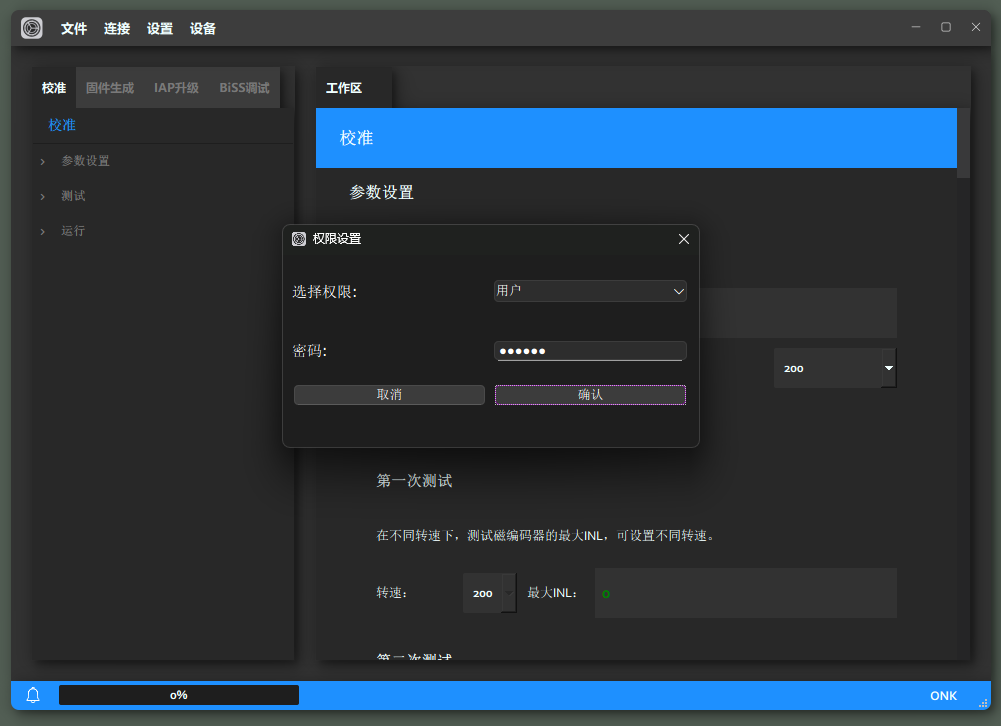 文件 连接 设置 设备
校准 固件生成 IAP升级 BiSS调试
校准
参数设置
测试
运行
工作区
校准
参数设置
权限设置
选择权限: 用户
密码: ●●●●●●
取消 确认
200
第一次测试
在不同转速下，测试磁编码器的最大INL，可设置不同转速。
转速: 200 最大INL: 0
第二次测试
0% ONK